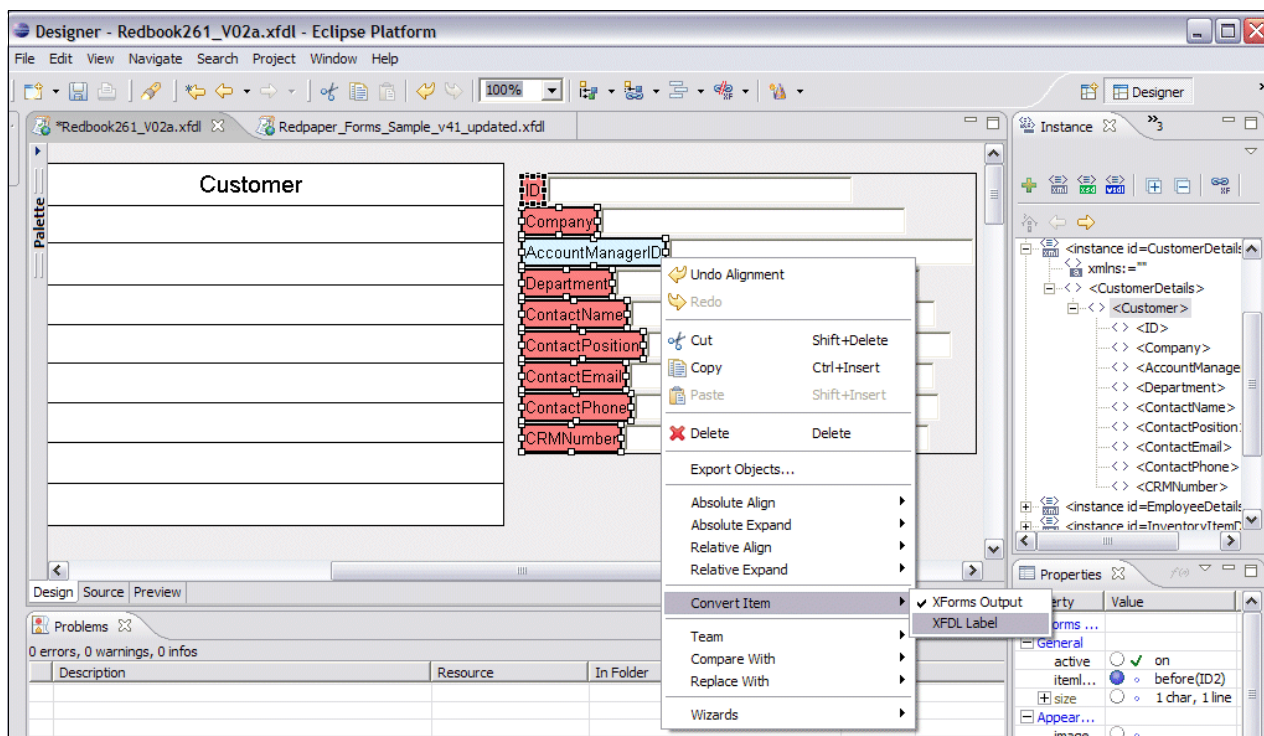 Designer - Redbook261_V02a.xfdl - Eclipse Platform
File Edit View Navigate Search Project Window Help
100%
Designer
*Redbook261_V02a.xfdl
Redpaper_Forms_Sample_v41_updated.xfdl
Instance
3
Palette
Customer
ID
Company
AccountManagerID
Department
ContactName
ContactPosition
ContactEmail
ContactPhone
CRMNumber
Undo Alignment
Redo
Cut Shift+Delete
Copy Ctrl+Insert
Paste Shift+Insert
Delete Delete
Export Objects...
Absolute Align
Absolute Expand
Relative Align
Relative Expand
Convert Item
Team
Compare With
Replace With
Wizards
XForms Output
XFDL Label
<instance id=CustomerDetails
xmlns:=""
<CustomerDetails>
<Customer>
<ID>
<Company>
<AccountManage
<Department>
<ContactName>
<ContactPosition
<ContactEmail>
<ContactPhone>
<CRMNumber>
<instance id=EmployeeDetails
<instance id=InventoryItemD
Design Source Preview
Problems
0 errors, 0 warnings, 0 infos
Description Resource In Folder
Properties
erty Value
orms ...
General
active on
iteml... before(ID2)
size 1 char, 1 line
Appear...
image